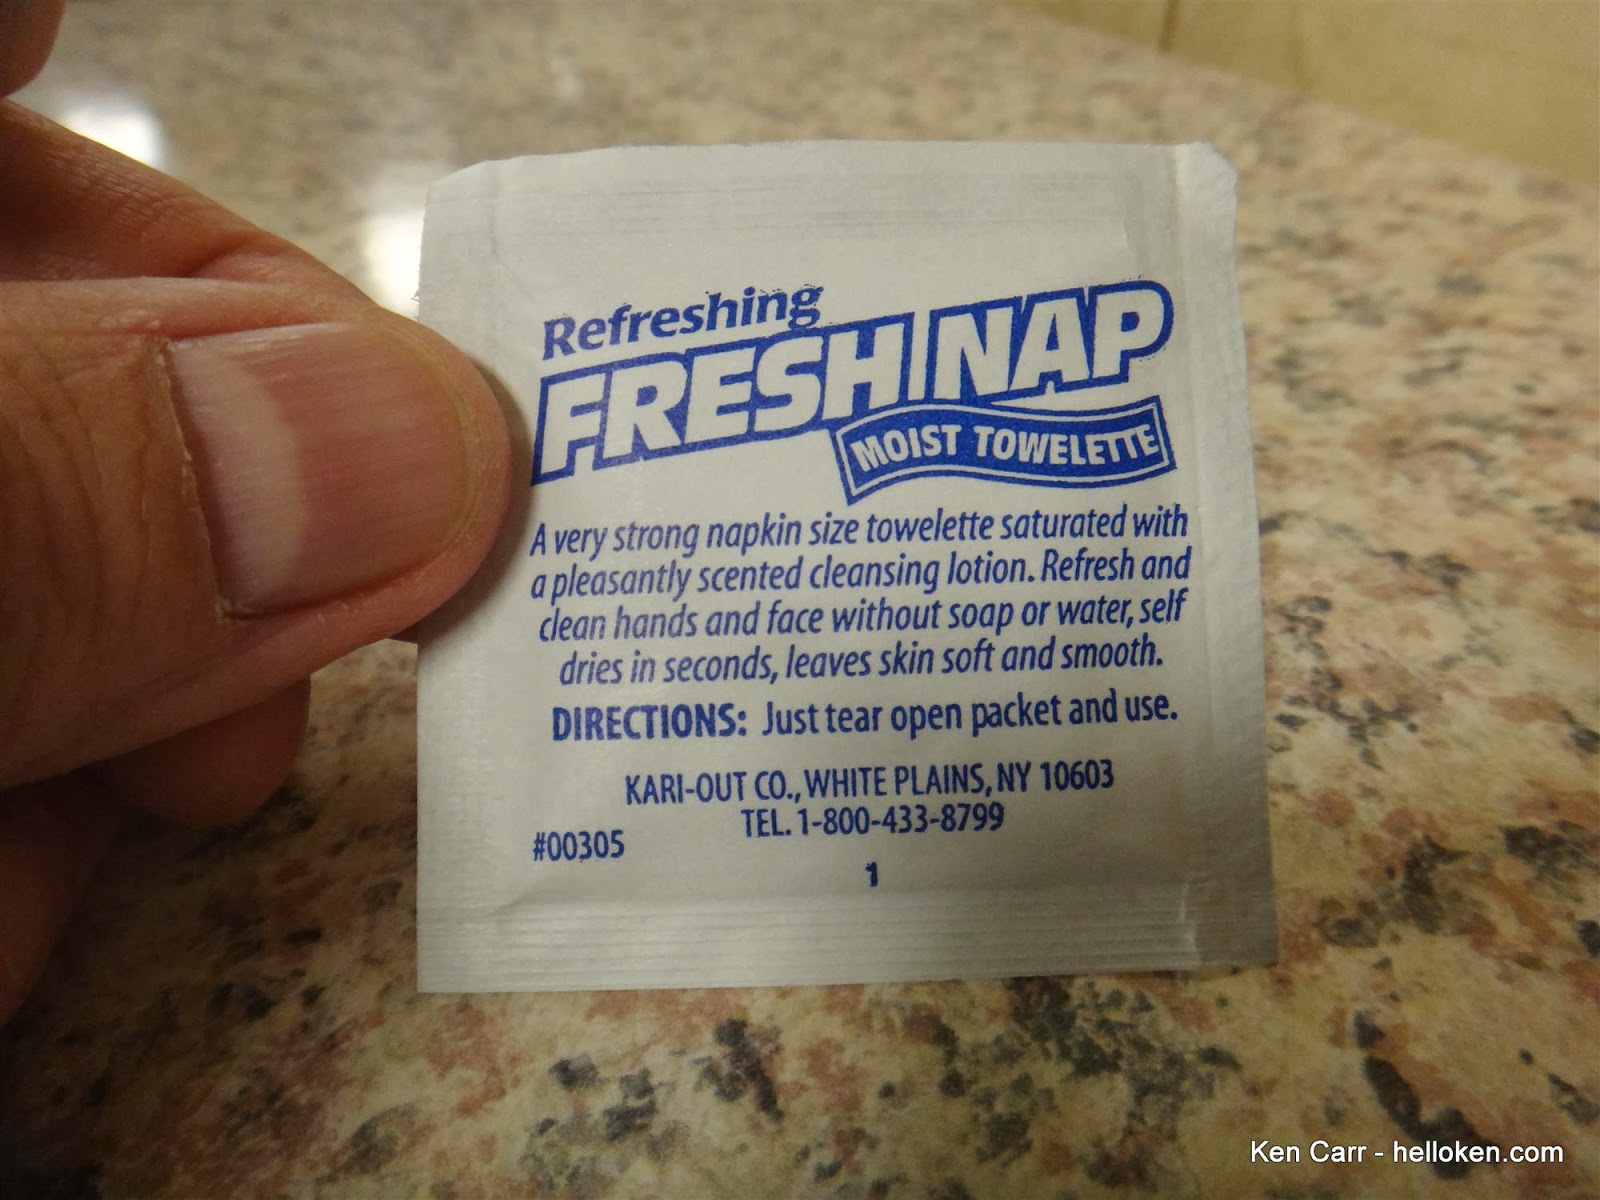 Refreshing
FRESH NAP
MOIST TOWELETTE
A very strong napkin size towelette saturated with
a pleasantly scented cleansing lotion. Refresh and
clean hands and face without soap or water, self
dries in seconds, leaves skin soft and smooth.
DIRECTIONS: Just tear open packet and use.
KARI-OUT CO., WHITE PLAINS, NY 10603
TEL. 1-800-433-8799
#00305
1
Ken Carr - helloken.com